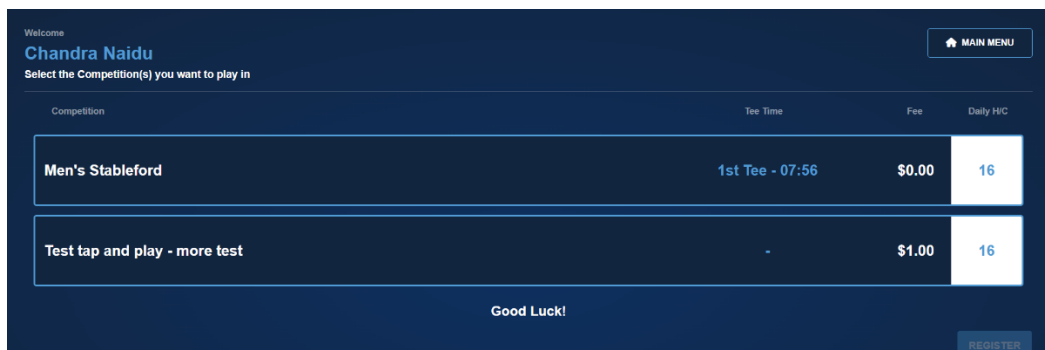 Welcome
Chandra Naidu
MAIN MENU
Select the Competition(s) you want to play in
Competition Tee Time Fee Daily H/C
Men's Stableford 1st Tee - 07:56 $0.00 16
Test tap and play - more test - $1.00 16
Good Luck!
REGISTER